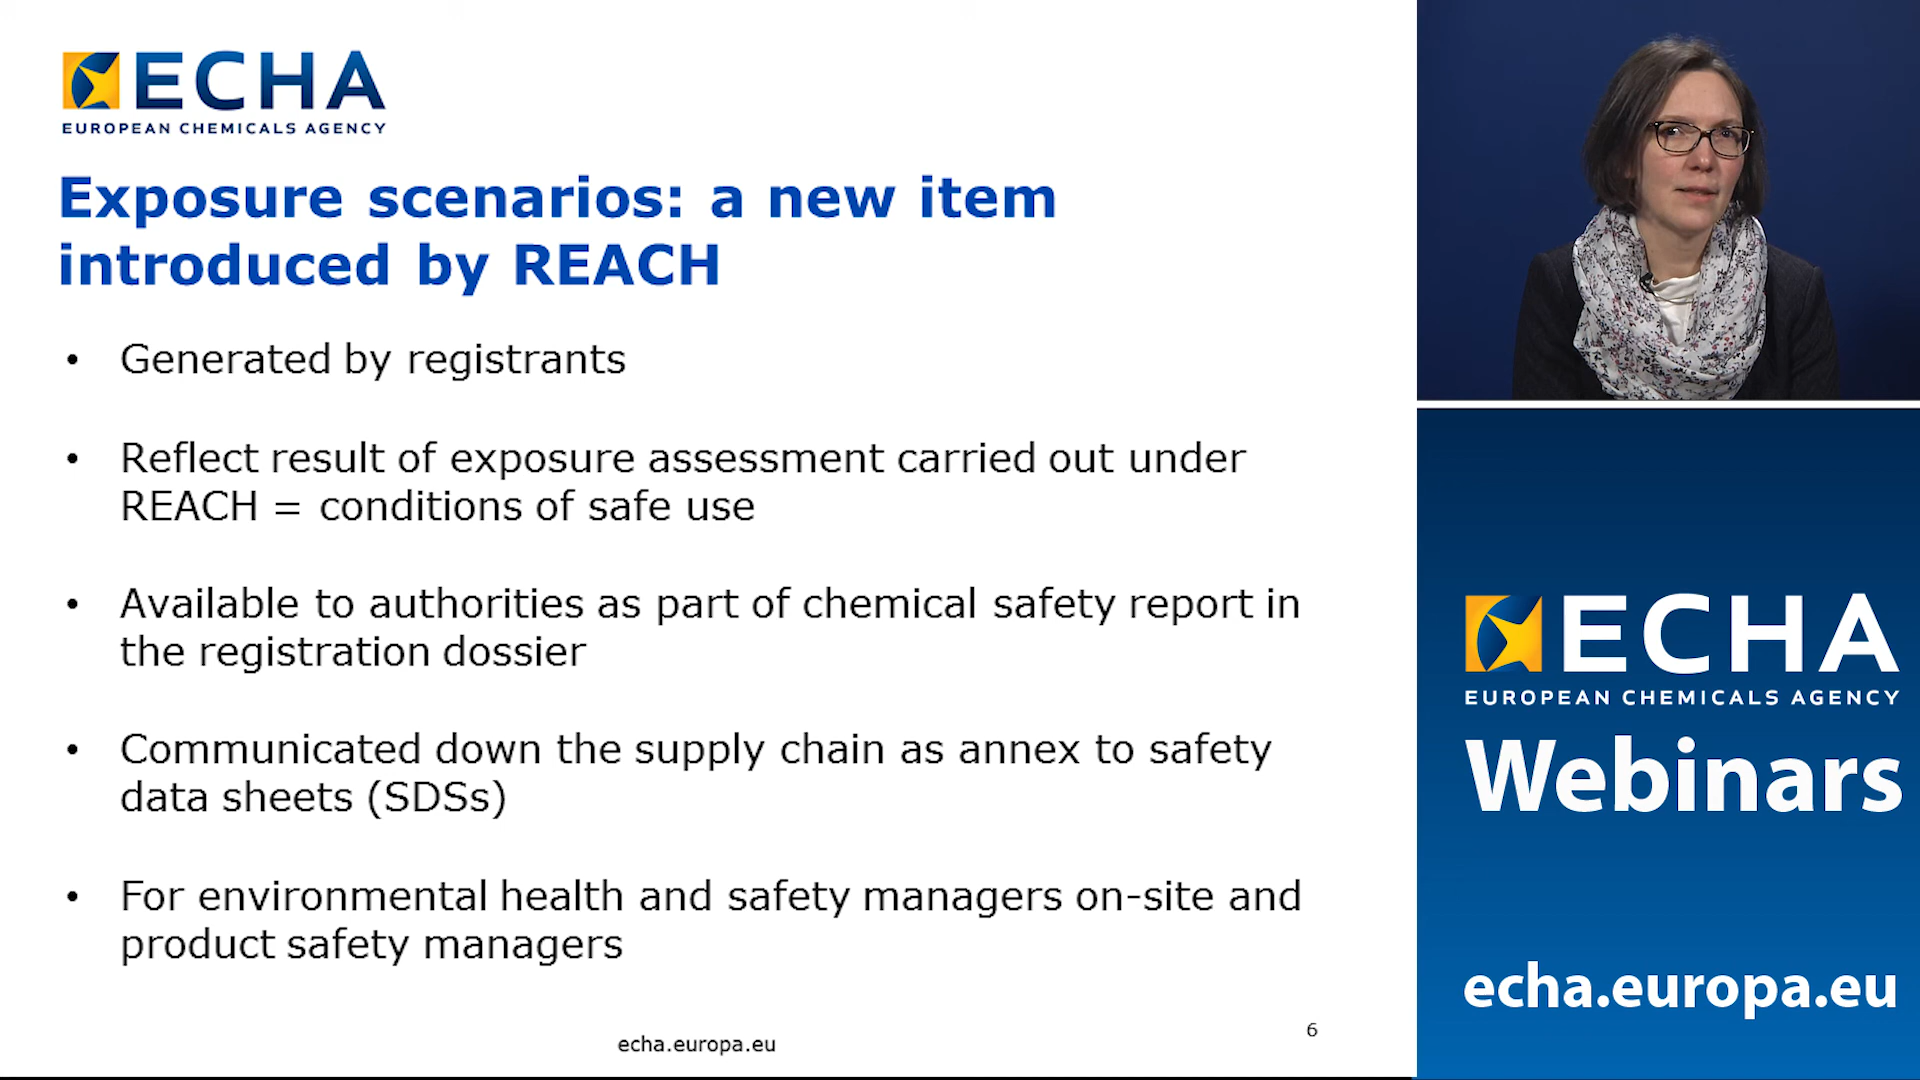 ECHA
EUROPEAN CHEMICALS AGENCY
Exposure scenarios: a new item
introduced by REACH
• Generated by registrants
• Reflect result of exposure assessment carried out under
REACH = conditions of safe use
• Available to authorities as part of chemical safety report in
the registration dossier
• Communicated down the supply chain as annex to safety
data sheets (SDSs)
• For environmental health and safety managers on-site and
product safety managers
echa.europa.eu
6
ECHA
EUROPEAN CHEMICALS AGENCY
Webinars
echa.europa.eu